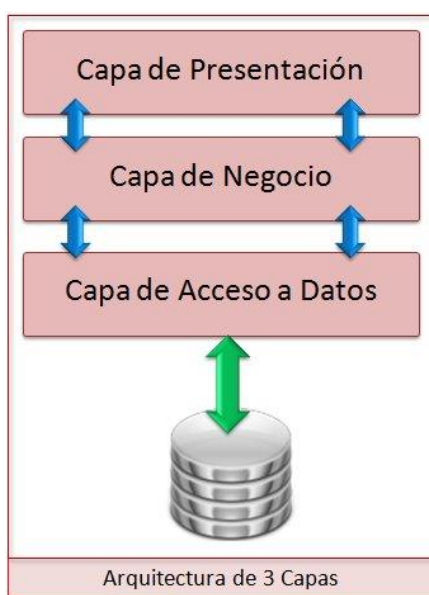 Capa de Presentación
Capa de Negocio
Capa de Acceso a Datos
Arquitectura de 3 Capas